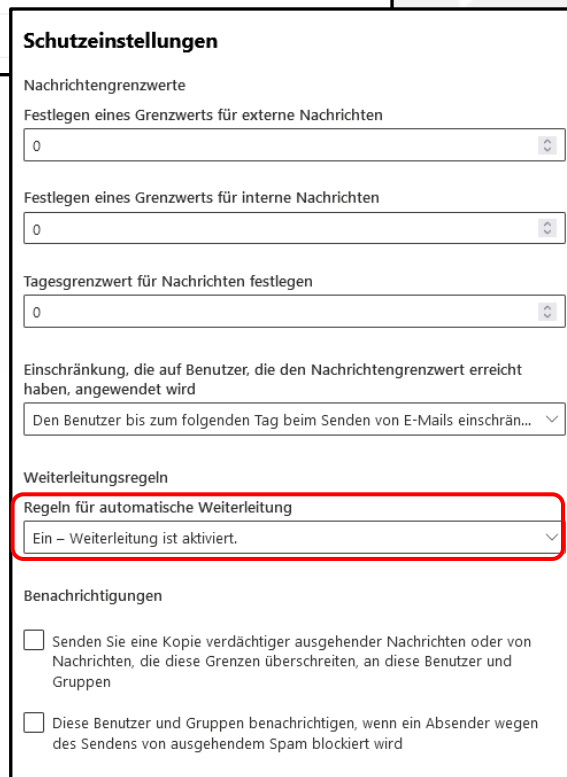 Schutzeinstellungen
Nachrichtengrenzwerte
Festlegen eines Grenzwerts für externe Nachrichten
0
Festlegen eines Grenzwerts für interne Nachrichten
0
Tagesgrenzwert für Nachrichten festlegen
0
Einschränkung, die auf Benutzer, die den Nachrichtengrenzwert erreicht
haben, angewendet wird
Den Benutzer bis zum folgenden Tag beim Senden von E-Mails einschrän...
Weiterleitungsregeln
Regeln für automatische Weiterleitung
Ein – Weiterleitung ist aktiviert.
Benachrichtigungen
Senden Sie eine Kopie verdächtiger ausgehender Nachrichten oder von
Nachrichten, die diese Grenzen überschreiten, an diese Benutzer und
Gruppen
Diese Benutzer und Gruppen benachrichtigen, wenn ein Absender wegen
des Sendens von ausgehendem Spam blockiert wird